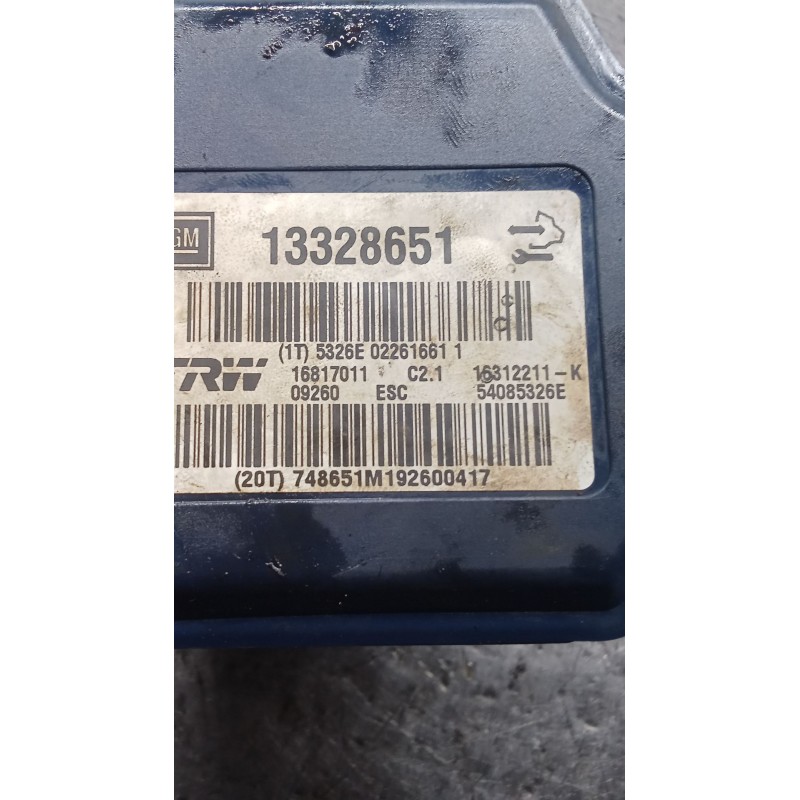 GM 13328651
(1T) 5326E 02261661 1
TRW 16817011 C2.1 16312211-K
09260 ESC 54085326E
(20T) 748651M192600417